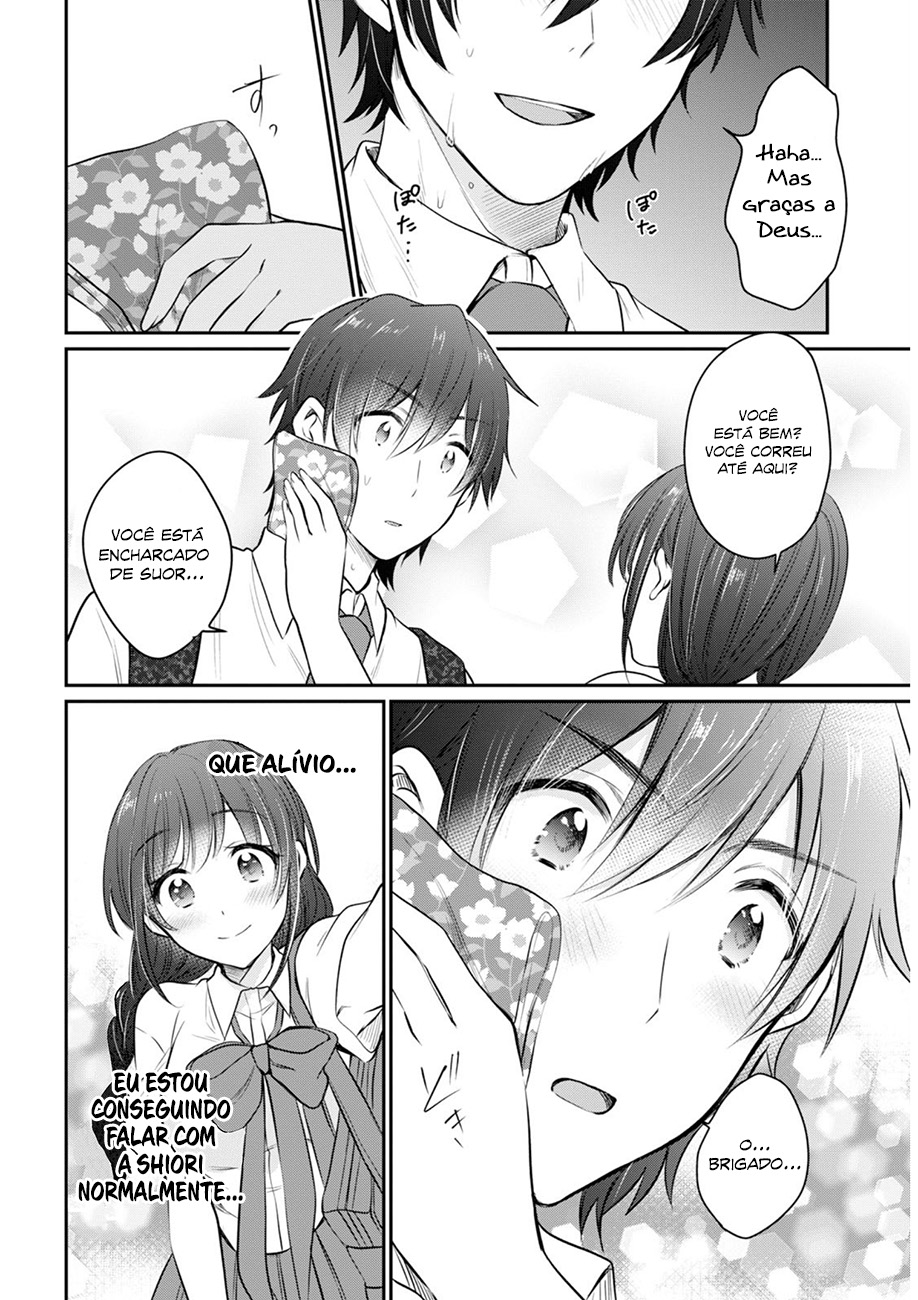 Haha...
Mas
Graças a
Deus...
ぽ
た
ぽ
た
…
す
っ
VOCÊ
ESTÁ BEM?
VOCÊ CORREU
ATÉ AQUI?
VOCÊ ESTÁ
ENCHARCADO
DE SUOR...
O...
BRIGADO...
QUE ALÍVIO...
EU ESTOU
CONSEGUINDO
FALAR COM
A SHIORI
NORMALMENTE...